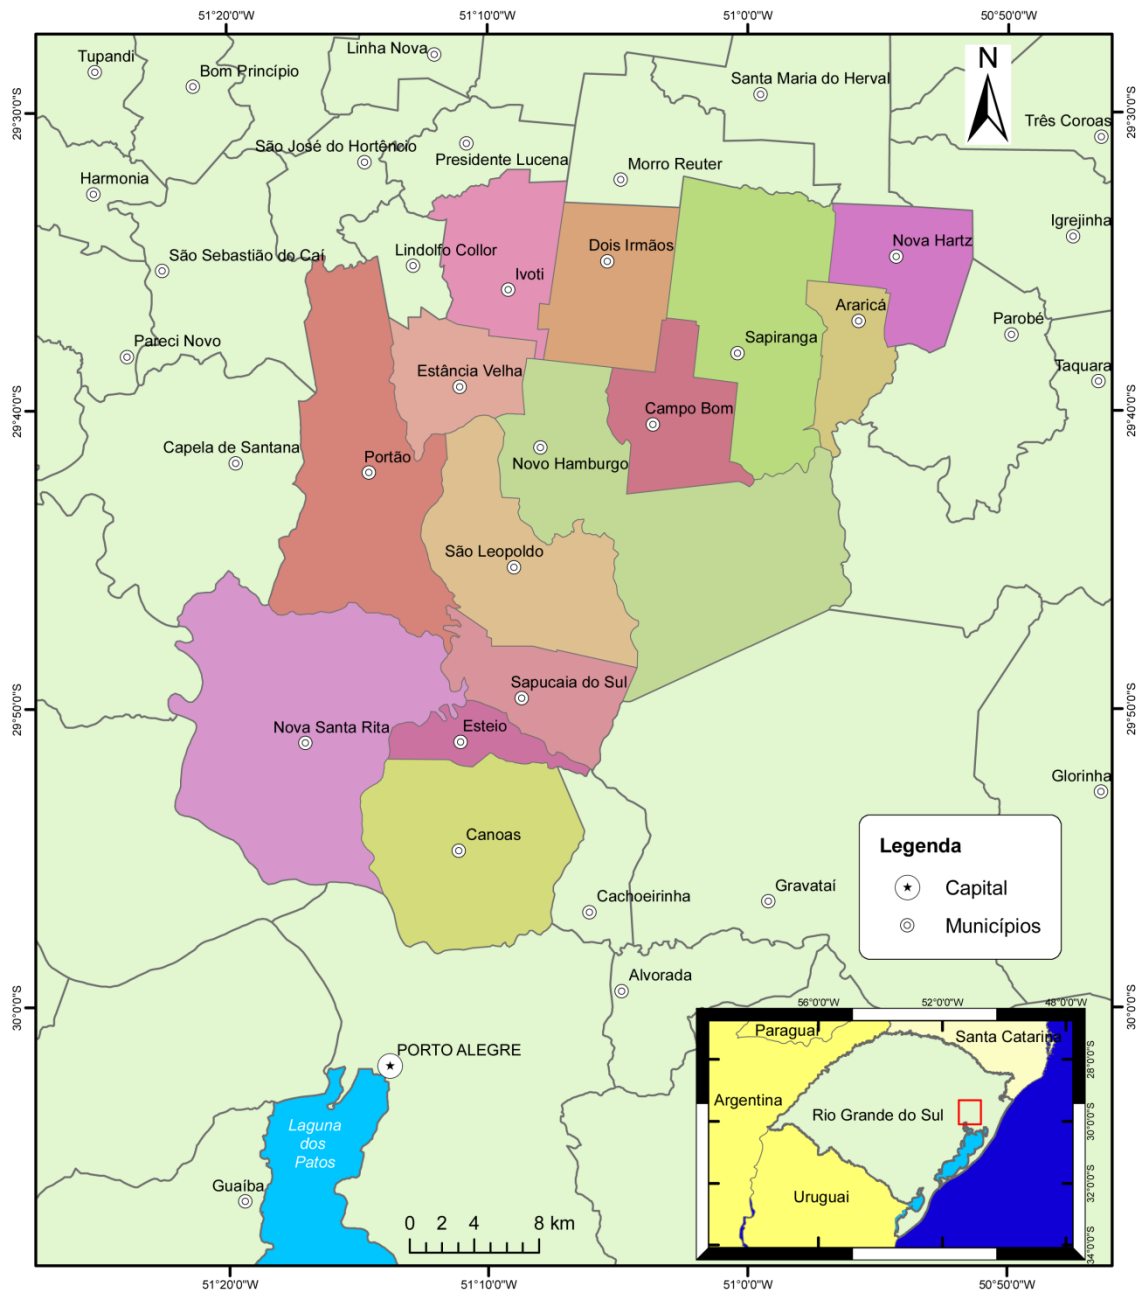 51°20'0"W
51°10'0"W
51°0'0"W
50°50'0"W
Linha Nova
Tupandi
Bom Princípio
Santa Maria do Herval
N
29°30'0"S
29°30'0"S
Três Coroas
São José do Hortêncio
Presidente Lucena
Morro Reuter
Harmonia
Igrejinha
Nova Hartz
Dois Irmãos
Lindolfo Collor
São Sebastião do Caí
Ivoti
Araricá
Parobé
Pareci Novo
Sapiranga
Taquara
Estância Velha
29°40'0"S
29°40'0"S
Campo Bom
Capela de Santana
Portão
Novo Hamburgo
São Leopoldo
Sapucaia do Sul
29°50'0"S
29°50'0"S
Nova Santa Rita
Esteio
Glorinha
Canoas
Legenda
Capital
Municípios
Gravataí
Cachoeirinha
Alvorada
30°0'0"S
30°0'0"S
56°0'0"W
52°0'0"W
48°0'0"W
Paraguai
Santa Catarina
28°0'0"S
PORTO ALEGRE
Argentina
Rio Grande do Sul
30°0'0"S
Laguna
dos
Patos
Guaíba
Uruguai
32°0'0"S
0 2 4 8 km
34°0'0"S
51°20'0"W
51°10'0"W
51°0'0"W
50°50'0"W